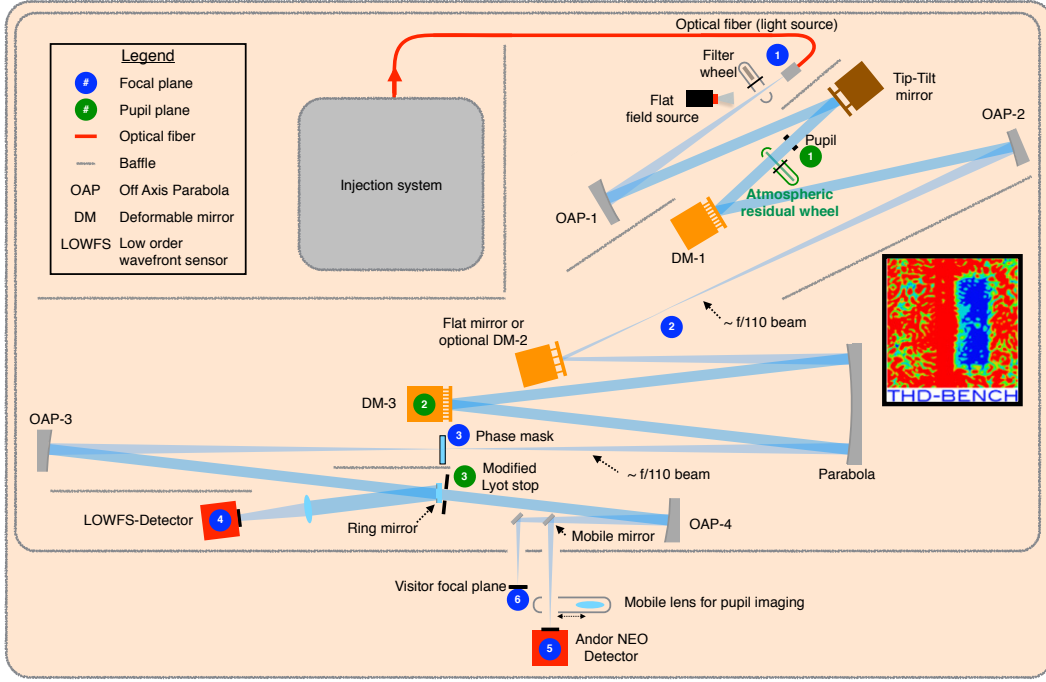 Legend
# Focal plane
# Pupil plane
Optical fiber
Baffle
OAP Off Axis Parabola
DM Deformable mirror
LOWFS Low order
wavefront sensor
Injection system
Optical fiber (light source)
1
Filter
wheel
Flat
field source
Tip-Tilt
mirror
OAP-2
Pupil
1
Atmospheric
residual wheel
OAP-1
DM-1
~ f/110 beam
2
Flat mirror or
optional DM-2
THD-BENCH
DM-3
2
OAP-3
3
Phase mask
~ f/110 beam
Parabola
3
Modified
Lyot stop
LOWFS-Detector
4
Ring mirror
OAP-4
Mobile mirror
Visitor focal plane
6
Mobile lens for pupil imaging
5
Andor NEO
Detector